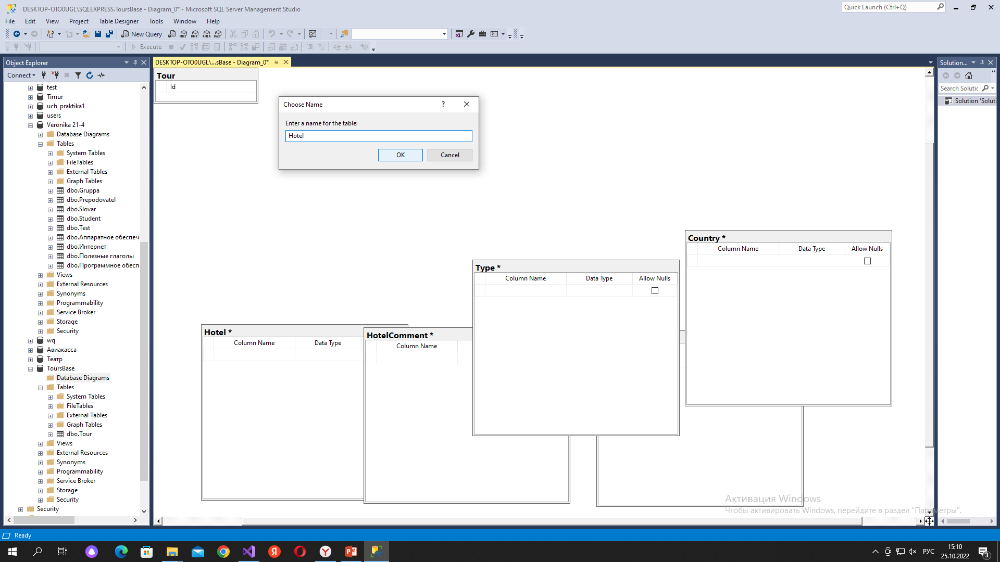 DESKTOP-OTO0UGL\SQLEXPRESS.ToursBase - Diagram_0* - Microsoft SQL Server Management Studio
Quick Launch (Ctrl+Q)
File Edit View Project Table Designer Tools Window Help
New Query
MDX DMX XMLA DAX
Execute
Object Explorer
Connect
test
Timur
uch_praktika1
users
Veronika 21-4
Database Diagrams
Tables
System Tables
FileTables
External Tables
Graph Tables
dbo.Gruppa
dbo.Prepodovatel
dbo.Slovar
dbo.Student
dbo.Test
dbo.Аппаратное обеспеч
dbo.Интернет
dbo.Полезные глаголы
dbo.Программное обесп
Views
External Resources
Synonyms
Programmability
Service Broker
Storage
Security
wq
Авиакасса
Театр
ToursBase
Database Diagrams
Tables
System Tables
FileTables
External Tables
Graph Tables
dbo.Tour
Views
External Resources
Synonyms
Programmability
Service Broker
Storage
Security
Security
DESKTOP-OTO0UGL\...sBase - Diagram_0*
Tour
Id
Choose Name
?
Enter a name for the table:
Hotel
OK Cancel
Country *
Column Name Data Type Allow Nulls
Type *
Column Name Data Type Allow Nulls
Hotel *
Column Name Data Type
HotelComment *
Column Name
Solution...
Search Solutic
Solution 'Soluti
Активация Windows
Чтобы активировать Windows, перейдите в раздел "Параметры".
Ready
РУС
15:10
25.10.2022
3